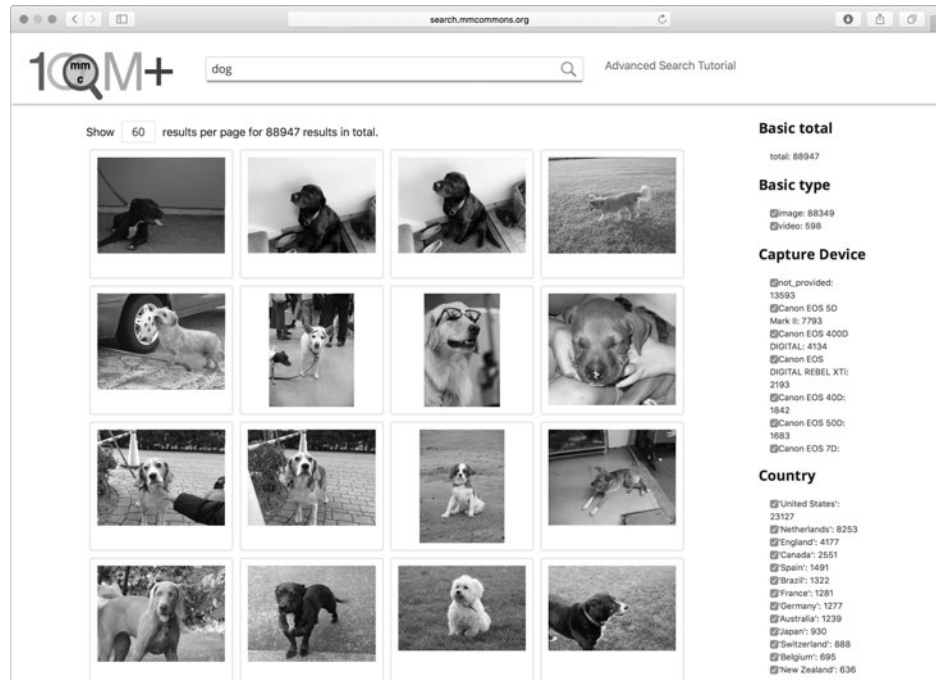 search.mmcommons.org
10M+
mm
c
dog
Advanced Search Tutorial
Show 60 results per page for 88947 results in total.
Basic total
total: 88947
Basic type
image: 88349
video: 598
Capture Device
not_provided:
13593
Canon EOS 5D
Mark II: 7793
Canon EOS 400D
DIGITAL: 4134
Canon EOS
DIGITAL REBEL XTi:
2193
Canon EOS 40D:
1842
Canon EOS 50D:
1683
Canon EOS 7D:
Country
'United States':
23127
'Netherlands': 8253
'England': 4177
'Canada': 2551
'Spain': 1491
'Brazil': 1322
'France': 1281
'Germany': 1277
'Australia': 1239
'Japan': 930
'Switzerland': 888
'Belgium': 695
'New Zealand': 636